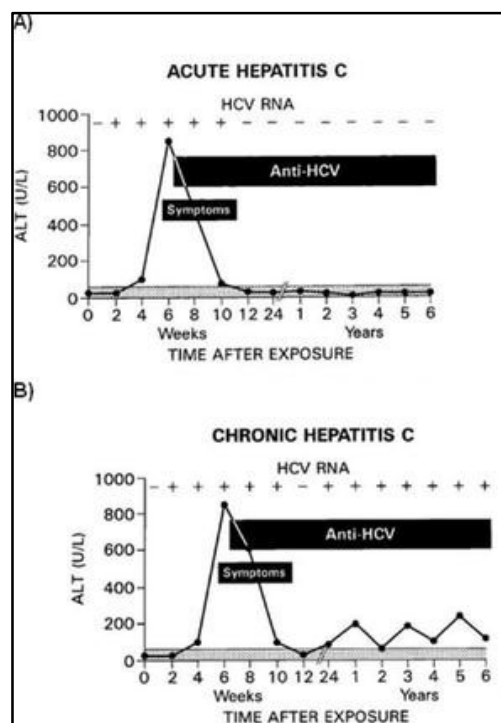 A)
ACUTE HEPATITIS C
HCV RNA
− + + + + + − − − − − − − −
1000
800
600
400
200
0
ALT (U/L)
Anti-HCV
Symptoms
0 2 4 6 8 10 12 24 1 2 3 4 5 6
Weeks Years
TIME AFTER EXPOSURE
B)
CHRONIC HEPATITIS C
HCV RNA
− + + + + + − + + + + + + +
1000
800
600
400
200
0
ALT (U/L)
Anti-HCV
Symptoms
0 2 4 6 8 10 12 24 1 2 3 4 5 6
Weeks Years
TIME AFTER EXPOSURE